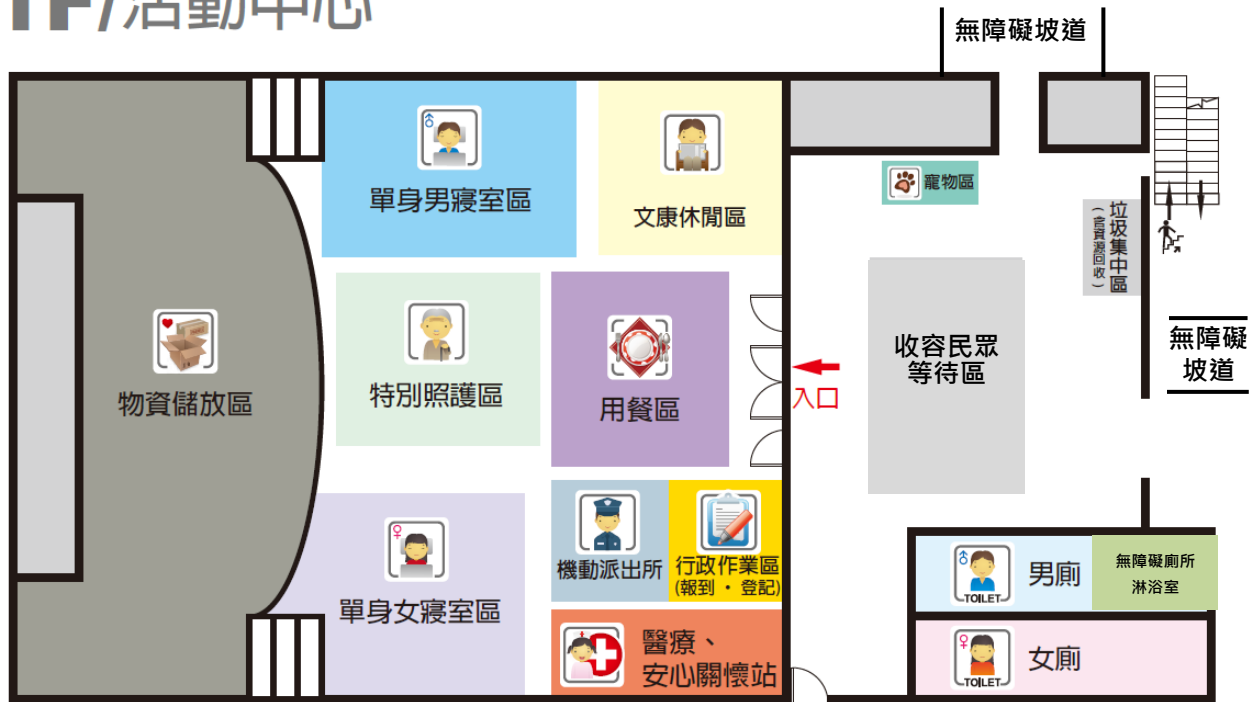 1F/活動中心
無障礙坡道
單身男寢室區
文康休閒區
寵物區
垃圾集中區
(含資源回收)
物資儲放區
特別照護區
用餐區
入口
收容民眾
等待區
無障礙
坡道
機動派出所
行政作業區
(報到・登記)
單身女寢室區
醫療、
安心關懷站
TOILET
男廁
無障礙廁所
淋浴室
TOILET
女廁